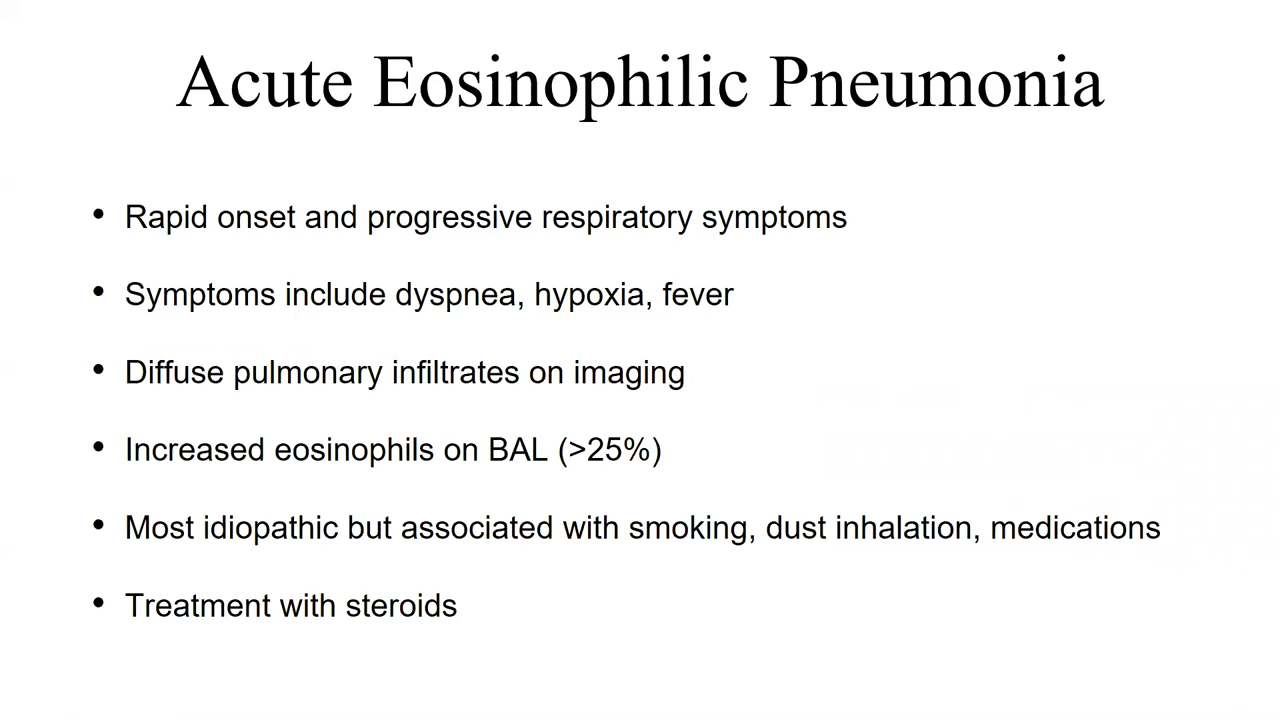 Acute Eosinophilic Pneumonia
• Rapid onset and progressive respiratory symptoms
• Symptoms include dyspnea, hypoxia, fever
• Diffuse pulmonary infiltrates on imaging
• Increased eosinophils on BAL (>25%)
• Most idiopathic but associated with smoking, dust inhalation, medications
• Treatment with steroids